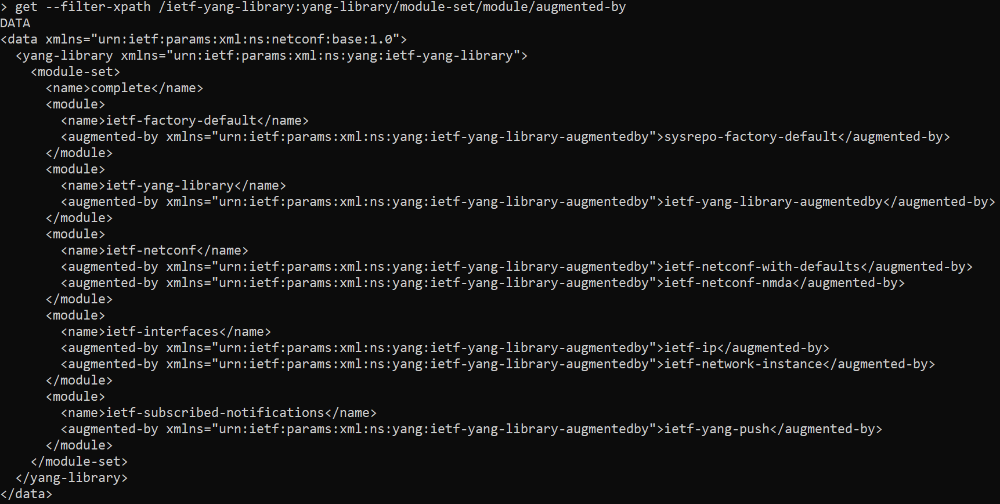 > get --filter-xpath /ietf-yang-library:yang-library/module-set/module/augmented-by
DATA
<data xmlns="urn:ietf:params:xml:ns:netconf:base:1.0">
  <yang-library xmlns="urn:ietf:params:xml:ns:yang:ietf-yang-library">
    <module-set>
      <name>complete</name>
      <module>
        <name>ietf-factory-default</name>
        <augmented-by xmlns="urn:ietf:params:xml:ns:yang:ietf-yang-library-augmentedby">sysrepo-factory-default</augmented-by>
      </module>
      <module>
        <name>ietf-yang-library</name>
        <augmented-by xmlns="urn:ietf:params:xml:ns:yang:ietf-yang-library-augmentedby">ietf-yang-library-augmentedby</augmented-by>
      </module>
      <module>
        <name>ietf-netconf</name>
        <augmented-by xmlns="urn:ietf:params:xml:ns:yang:ietf-yang-library-augmentedby">ietf-netconf-with-defaults</augmented-by>
        <augmented-by xmlns="urn:ietf:params:xml:ns:yang:ietf-yang-library-augmentedby">ietf-netconf-nmda</augmented-by>
      </module>
      <module>
        <name>ietf-interfaces</name>
        <augmented-by xmlns="urn:ietf:params:xml:ns:yang:ietf-yang-library-augmentedby">ietf-ip</augmented-by>
        <augmented-by xmlns="urn:ietf:params:xml:ns:yang:ietf-yang-library-augmentedby">ietf-network-instance</augmented-by>
      </module>
      <module>
        <name>ietf-subscribed-notifications</name>
        <augmented-by xmlns="urn:ietf:params:xml:ns:yang:ietf-yang-library-augmentedby">ietf-yang-push</augmented-by>
      </module>
    </module-set>
  </yang-library>
</data>